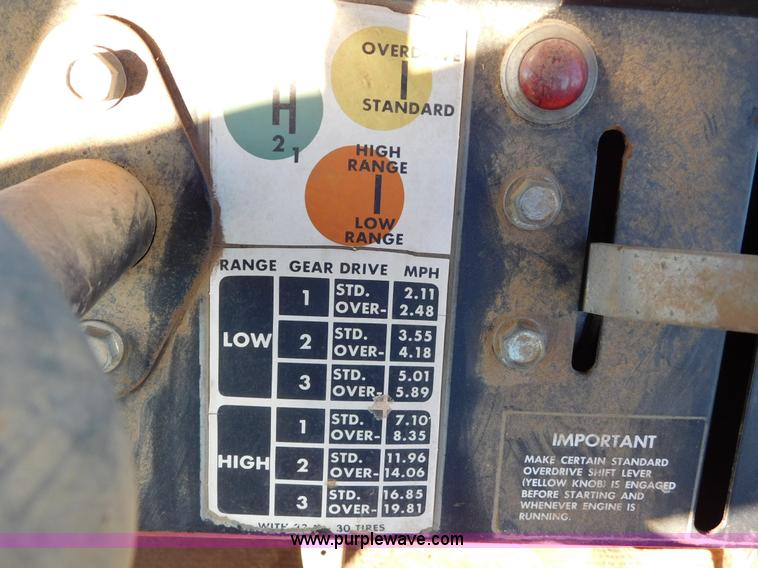 OVERDRIVE
STANDARD
2 1
HIGH
RANGE
LOW
RANGE
RANGE GEAR DRIVE MPH
LOW
1 STD. 2.11
OVER- 2.48
2 STD. 3.55
OVER- 4.18
3 STD. 5.01
OVER- 5.89
HIGH
1 STD. 7.10
OVER- 8.35
2 STD. 11.96
OVER- 14.06
3 STD. 16.85
OVER- 19.81
WITH 30 TIRES
IMPORTANT
MAKE CERTAIN STANDARD
OVERDRIVE SHIFT LEVER
(YELLOW KNOB) IS ENGAGED
BEFORE STARTING AND
WHENEVER ENGINE IS
RUNNING.
www.purplewave.com